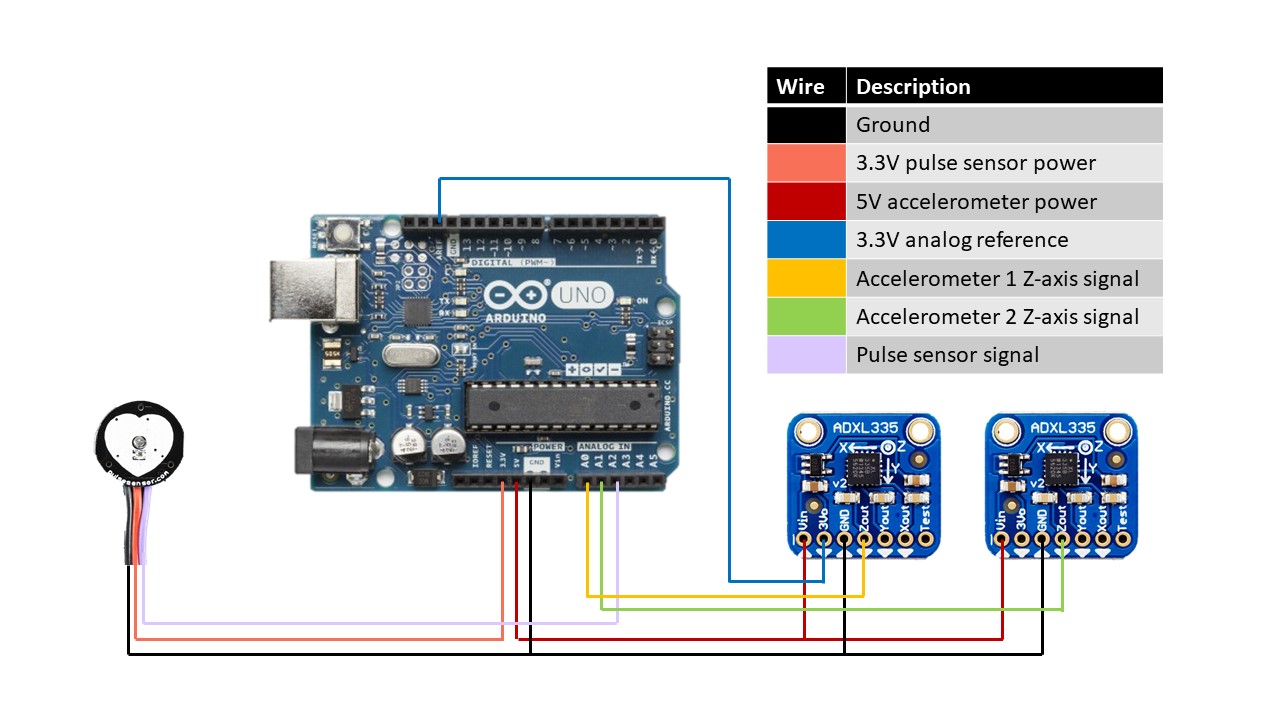 Wire Description
Ground
3.3V pulse sensor power
5V accelerometer power
3.3V analog reference
Accelerometer 1 Z-axis signal
Accelerometer 2 Z-axis signal
Pulse sensor signal
RESET
AREF
GND
13
12
~11
~10
~9
8
7
~6
~5
4
~3
2
TX→1
RX←0
DIGITAL (PWM~)
TX
RX
UNO
ON
ARDUINO
ICSP
ARDUINO.CC
POWER
ANALOG IN
IOREF
RESET
3.3V
5V
GND
Vin
A0
A1
A2
A3
A4
A5
pulsesensor.com
ADXL335
X
Z
Y
v2
Vin
3Vo
GND
Zout
Yout
Xout
Test
ADXL335
X
Z
Y
v2
Vin
3Vo
GND
Zout
Yout
Xout
Test